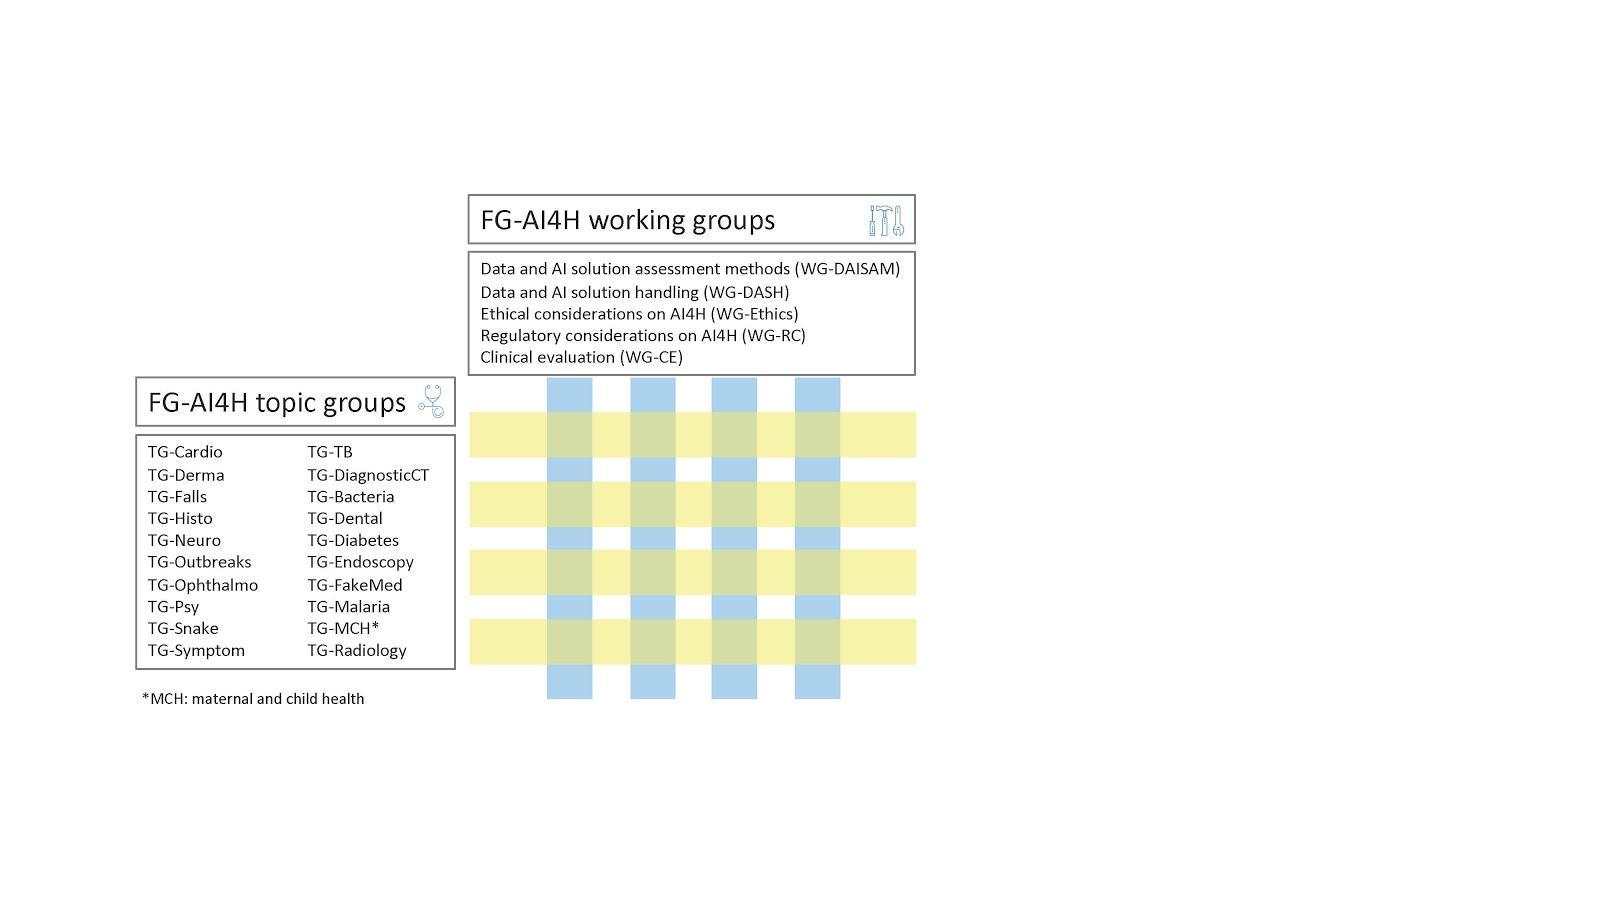 FG-AI4H working groups
Data and AI solution assessment methods (WG-DAISAM)
Data and AI solution handling (WG-DASH)
Ethical considerations on AI4H (WG-Ethics)
Regulatory considerations on AI4H (WG-RC)
Clinical evaluation (WG-CE)
FG-AI4H topic groups
TG-Cardio
TG-Derma
TG-Falls
TG-Histo
TG-Neuro
TG-Outbreaks
TG-Ophthalmo
TG-Psy
TG-Snake
TG-Symptom
TG-TB
TG-DiagnosticCT
TG-Bacteria
TG-Dental
TG-Diabetes
TG-Endoscopy
TG-FakeMed
TG-Malaria
TG-MCH*
TG-Radiology
*MCH: maternal and child health